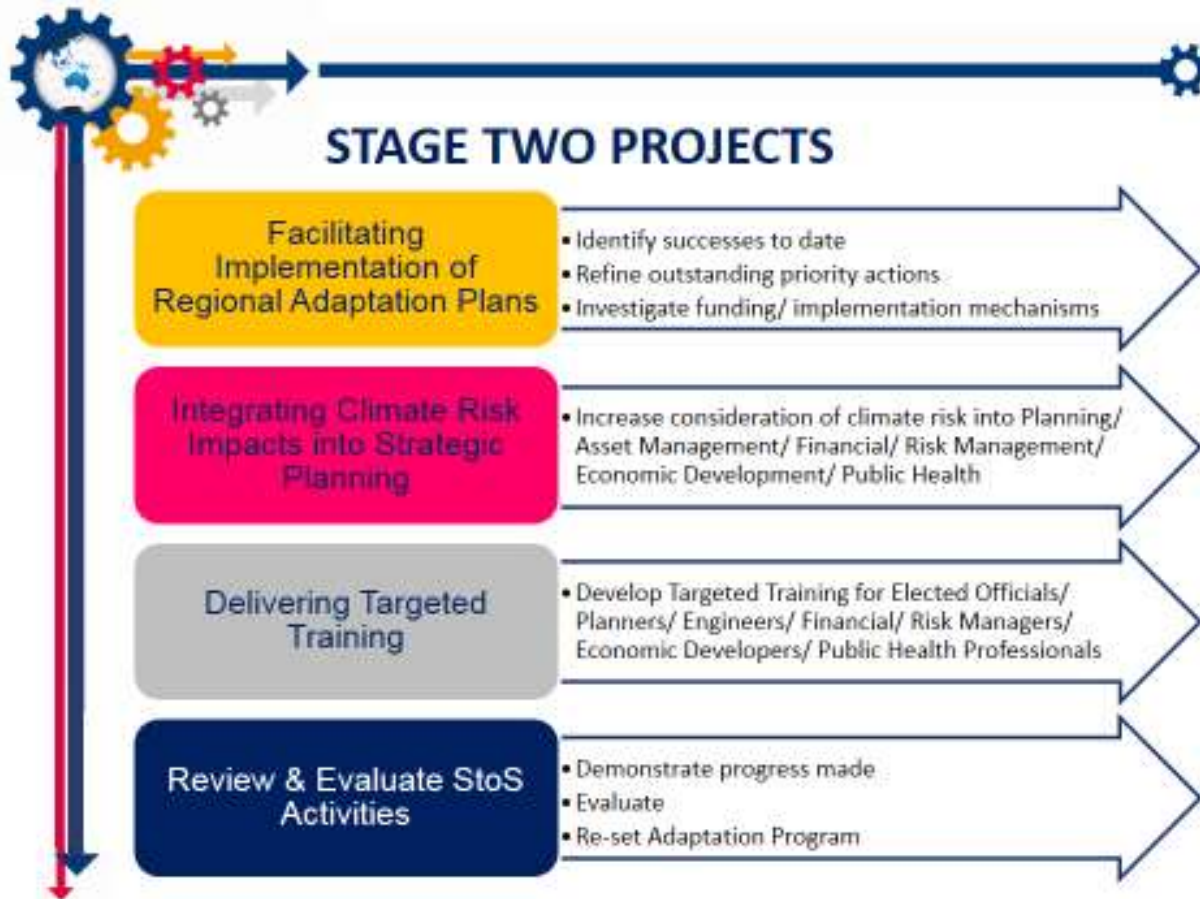 STAGE TWO PROJECTS
Facilitating
Implementation of
Regional Adaptation Plans
• Identify successes to date
• Refine outstanding priority actions
• Investigate funding/ implementation mechanisms
Integrating Climate Risk
Impacts into Strategic
Planning
• Increase consideration of climate risk into Planning/
Asset Management/ Financial/ Risk Management/
Economic Development/ Public Health
Delivering Targeted
Training
• Develop Targeted Training for Elected Officials/
Planners/ Engineers/ Financial/ Risk Managers/
Economic Developers/ Public Health Professionals
Review & Evaluate StoS
Activities
• Demonstrate progress made
• Evaluate
• Re-set Adaptation Program